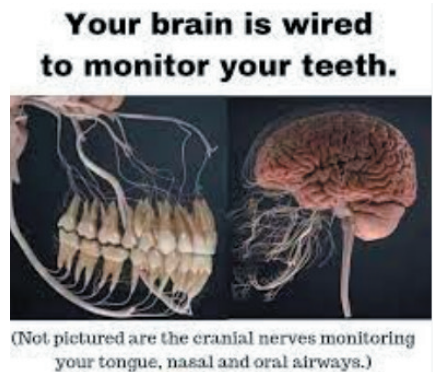 Your brain is wired
to monitor your teeth.
(Not pictured are the cranial nerves monitoring
your tongue, nasal and oral airways.)